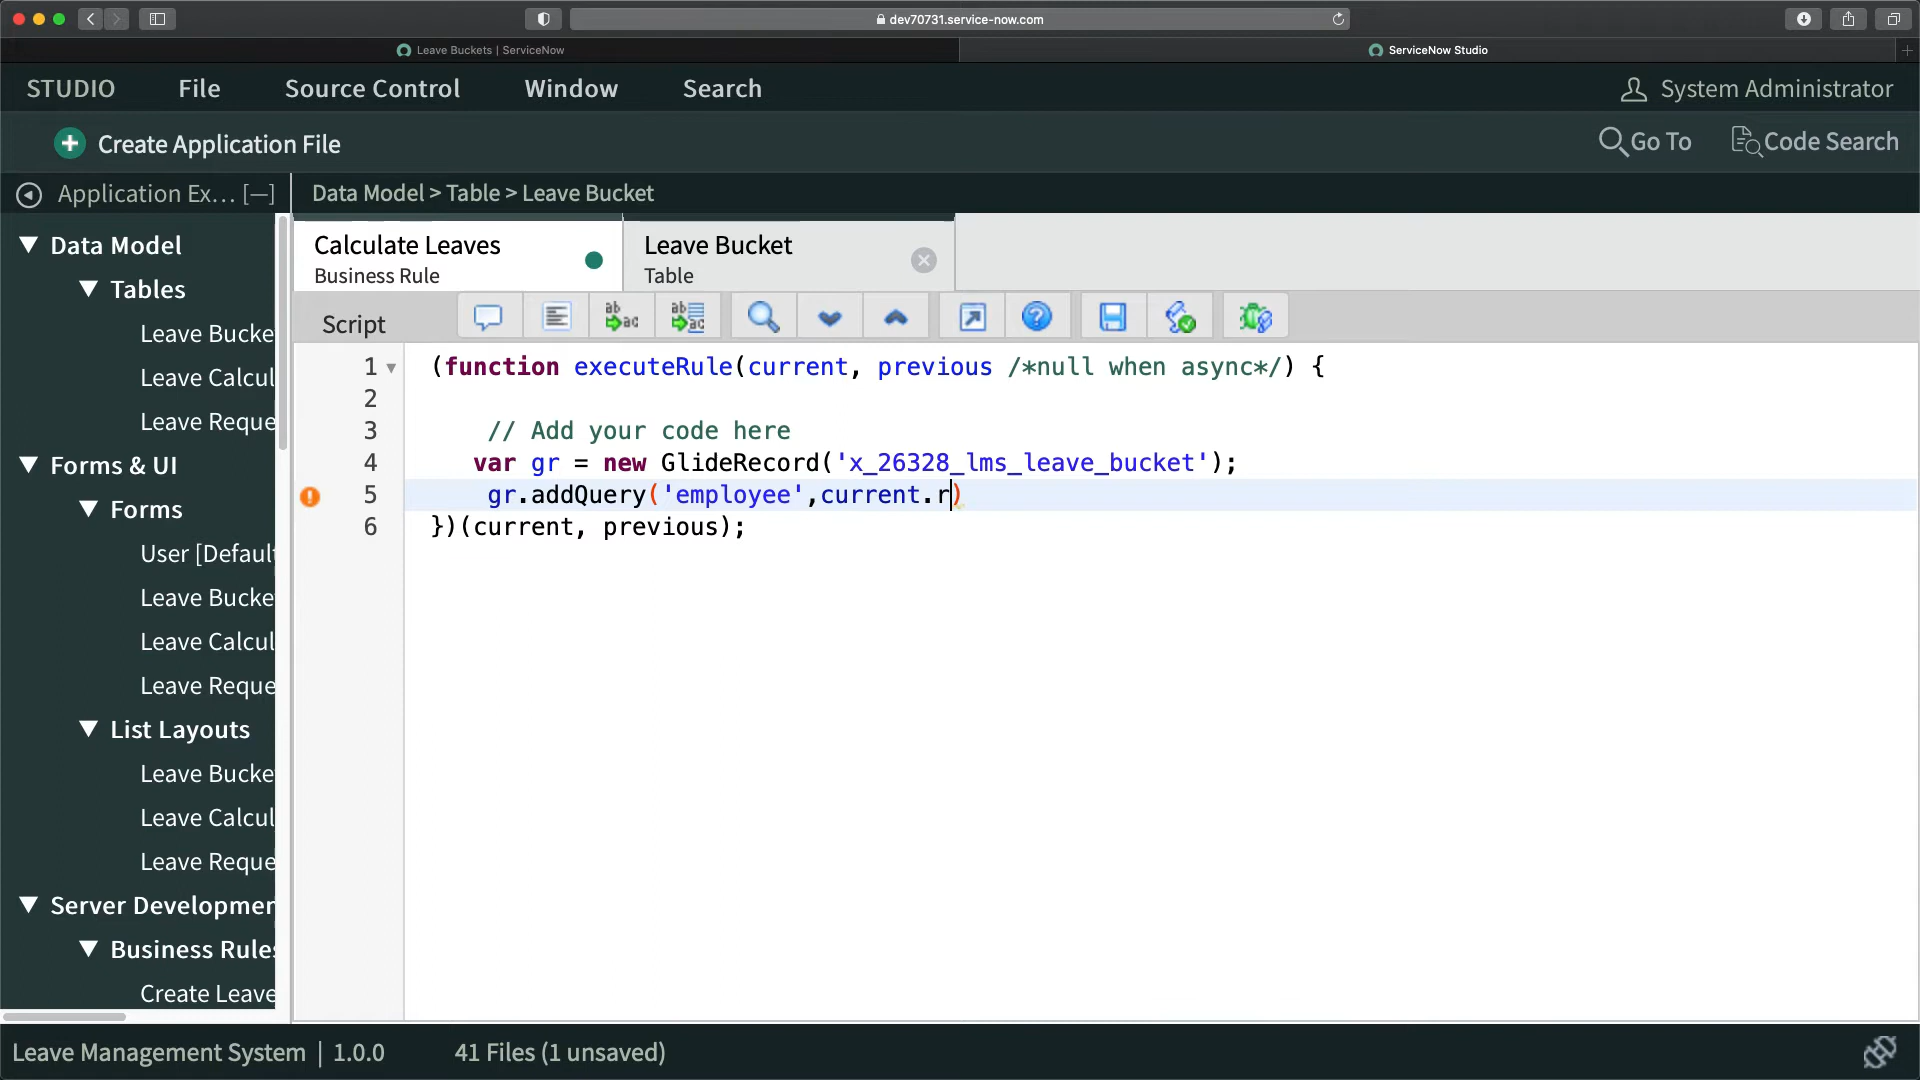 dev70731.service-now.com
Leave Buckets | ServiceNow
ServiceNow Studio
STUDIO
File
Source Control
Window
Search
System Administrator
Create Application File
Go To
Code Search
Application Ex... [—]
Data Model > Table > Leave Bucket
Data Model
Tables
Leave Bucke
Leave Calcul
Leave Reque
Forms & UI
Forms
User [Default
Leave Bucke
Leave Calcul
Leave Reque
List Layouts
Leave Bucke
Leave Calcul
Leave Reque
Server Developmen
Business Rules
Create Leave
Calculate Leaves
Business Rule
Leave Bucket
Table
Script
1 (function executeRule(current, previous /*null when async*/) {
2
3 // Add your code here
4 var gr = new GlideRecord('x_26328_lms_leave_bucket');
5 gr.addQuery('employee',current.r)
6 })(current, previous);
Leave Management System | 1.0.0
41 Files (1 unsaved)